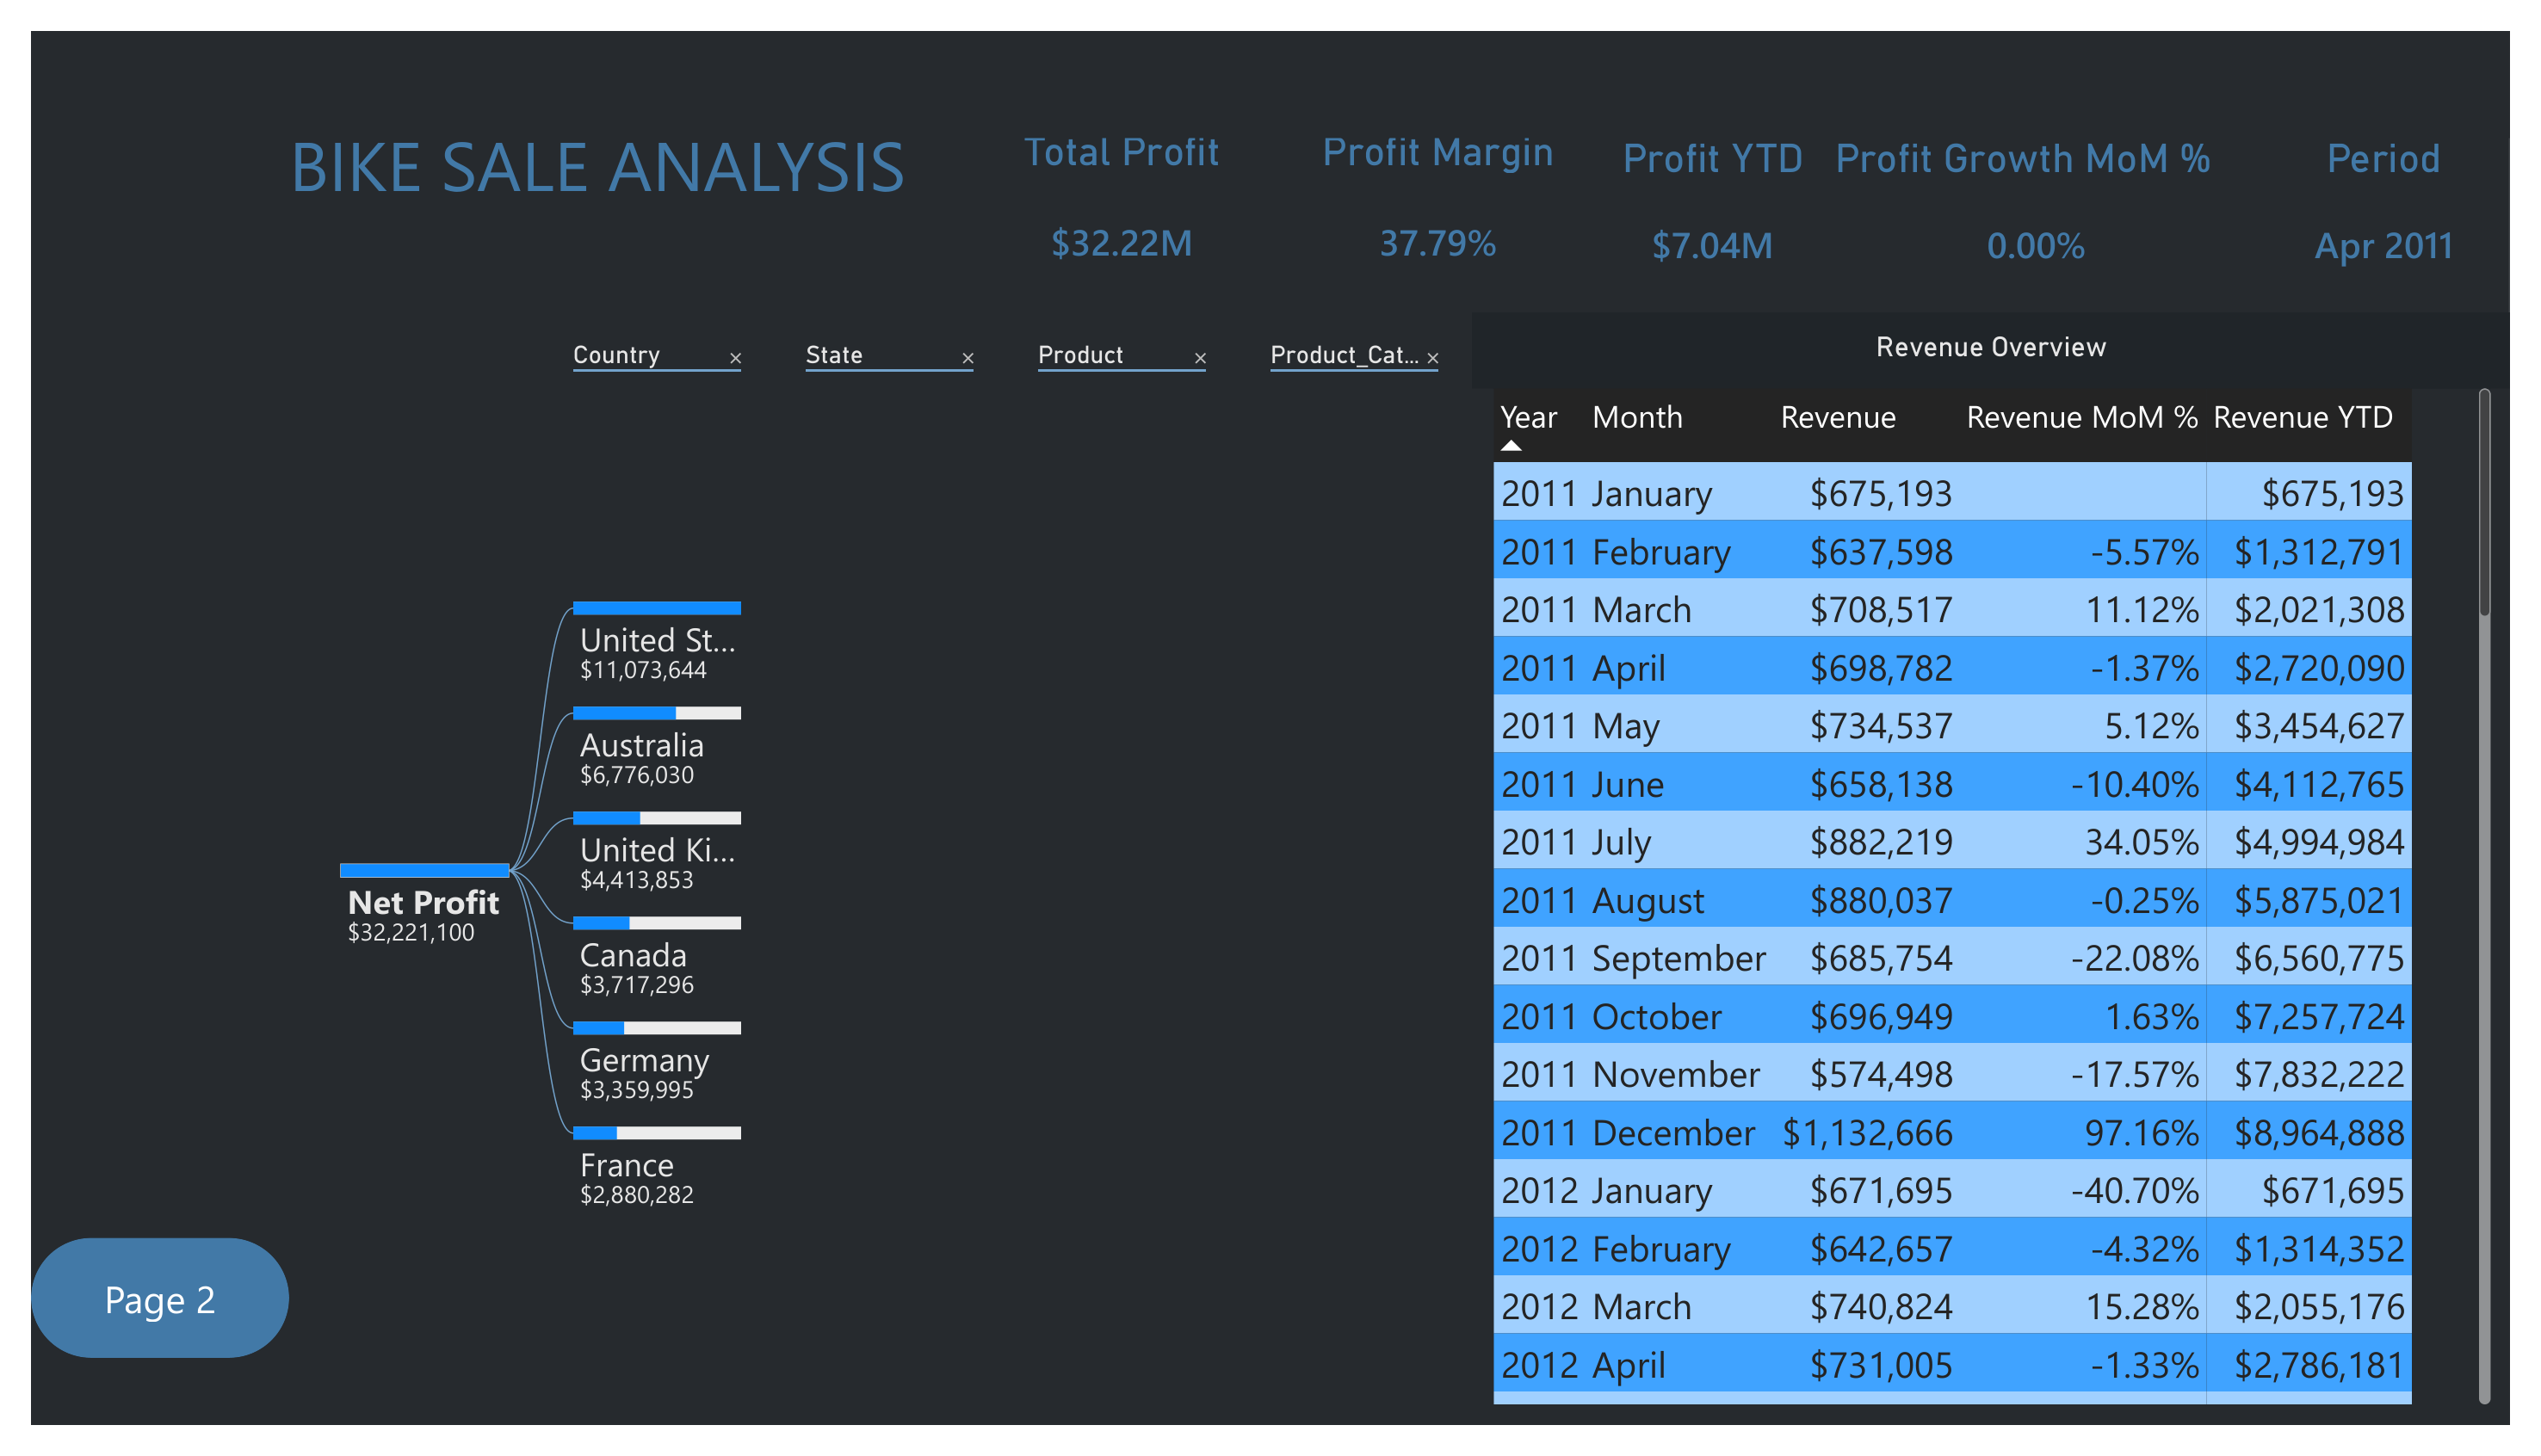 BIKE SALE ANALYSIS
Total Profit
$32.22M
Profit Margin
37.79%
Profit YTD
$7.04M
Profit Growth MoM %
0.00%
Period
Apr 2011
Country ×
State ×
Product ×
Product_Cat... ×
Net Profit
$32,221,100
United St...
$11,073,644
Australia
$6,776,030
United Ki...
$4,413,853
Canada
$3,717,296
Germany
$3,359,995
France
$2,880,282
Page 2
Revenue Overview
Year Month Revenue Revenue MoM % Revenue YTD
2011 January $675,193 $675,193
2011 February $637,598 -5.57% $1,312,791
2011 March $708,517 11.12% $2,021,308
2011 April $698,782 -1.37% $2,720,090
2011 May $734,537 5.12% $3,454,627
2011 June $658,138 -10.40% $4,112,765
2011 July $882,219 34.05% $4,994,984
2011 August $880,037 -0.25% $5,875,021
2011 September $685,754 -22.08% $6,560,775
2011 October $696,949 1.63% $7,257,724
2011 November $574,498 -17.57% $7,832,222
2011 December $1,132,666 97.16% $8,964,888
2012 January $671,695 -40.70% $671,695
2012 February $642,657 -4.32% $1,314,352
2012 March $740,824 15.28% $2,055,176
2012 April $731,005 -1.33% $2,786,181